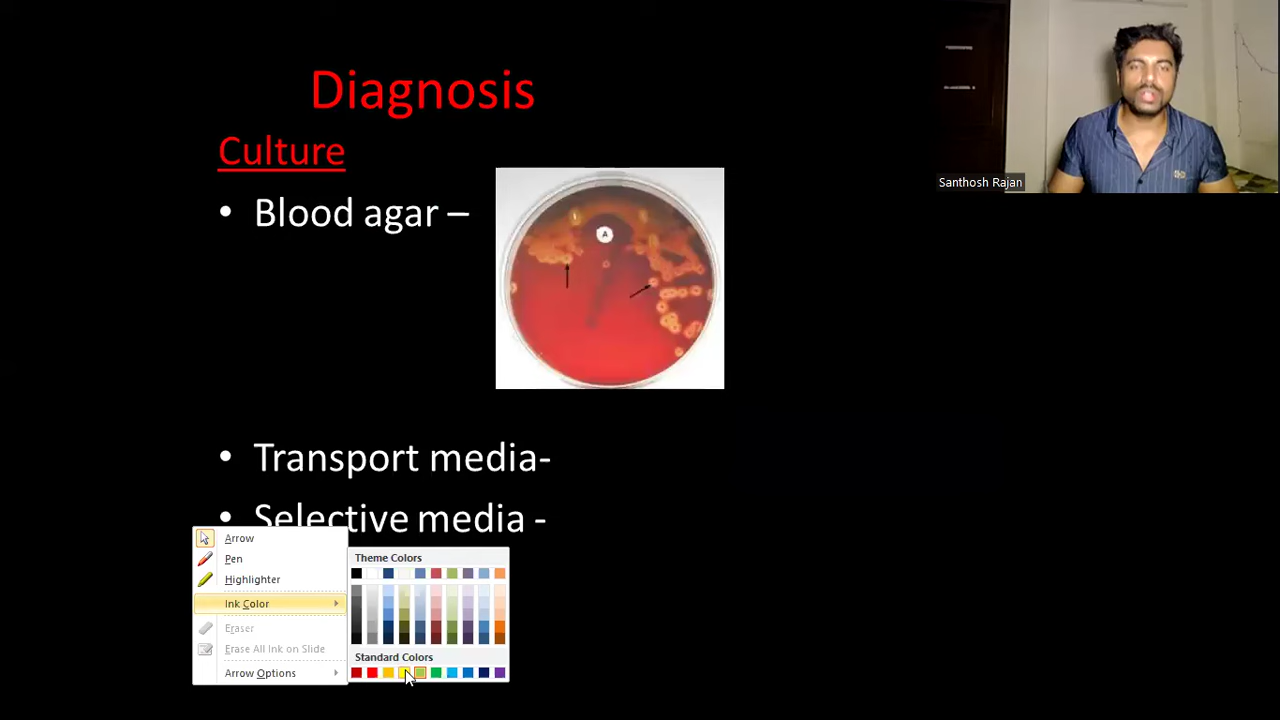 Diagnosis
Culture
• Blood agar –
A
• Transport media-
• Selective media -
Santhosh Rajan
Arrow
Pen
Highlighter
Ink Color
Eraser
Erase All Ink on Slide
Arrow Options
Theme Colors
Standard Colors